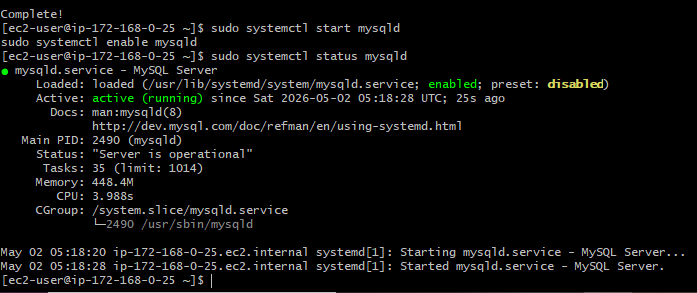 Complete!
[ec2-user@ip-172-168-0-25 ~]$ sudo systemctl start mysqld
sudo systemctl enable mysqld
[ec2-user@ip-172-168-0-25 ~]$ sudo systemctl status mysqld
● mysqld.service - MySQL Server
     Loaded: loaded (/usr/lib/systemd/system/mysqld.service; enabled; preset: disabled)
     Active: active (running) since Sat 2026-05-02 05:18:28 UTC; 25s ago
       Docs: man:mysqld(8)
             http://dev.mysql.com/doc/refman/en/using-systemd.html
   Main PID: 2490 (mysqld)
     Status: "Server is operational"
      Tasks: 35 (limit: 1014)
     Memory: 448.4M
        CPU: 3.988s
     CGroup: /system.slice/mysqld.service
             └─2490 /usr/sbin/mysqld
May 02 05:18:20 ip-172-168-0-25.ec2.internal systemd[1]: Starting mysqld.service - MySQL Server...
May 02 05:18:28 ip-172-168-0-25.ec2.internal systemd[1]: Started mysqld.service - MySQL Server.
[ec2-user@ip-172-168-0-25 ~]$